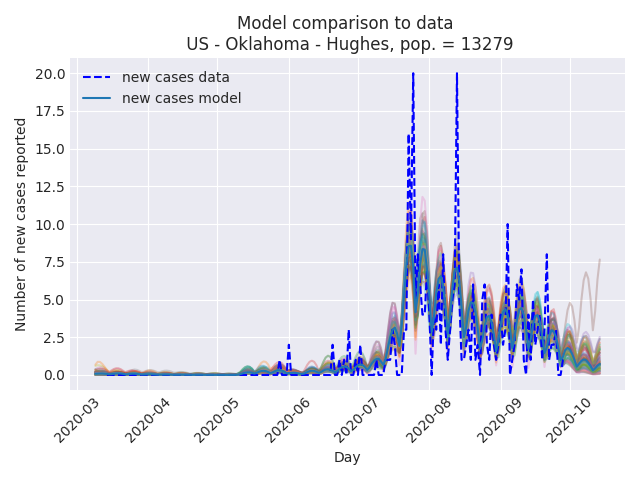 Model comparison to data
US - Oklahoma - Hughes, pop. = 13279
20.0
17.5
15.0
12.5
10.0
7.5
5.0
2.5
0.0
Number of new cases reported
new cases data
new cases model
2020-03
2020-04
2020-05
2020-06
2020-07
2020-08
2020-09
2020-10
Day